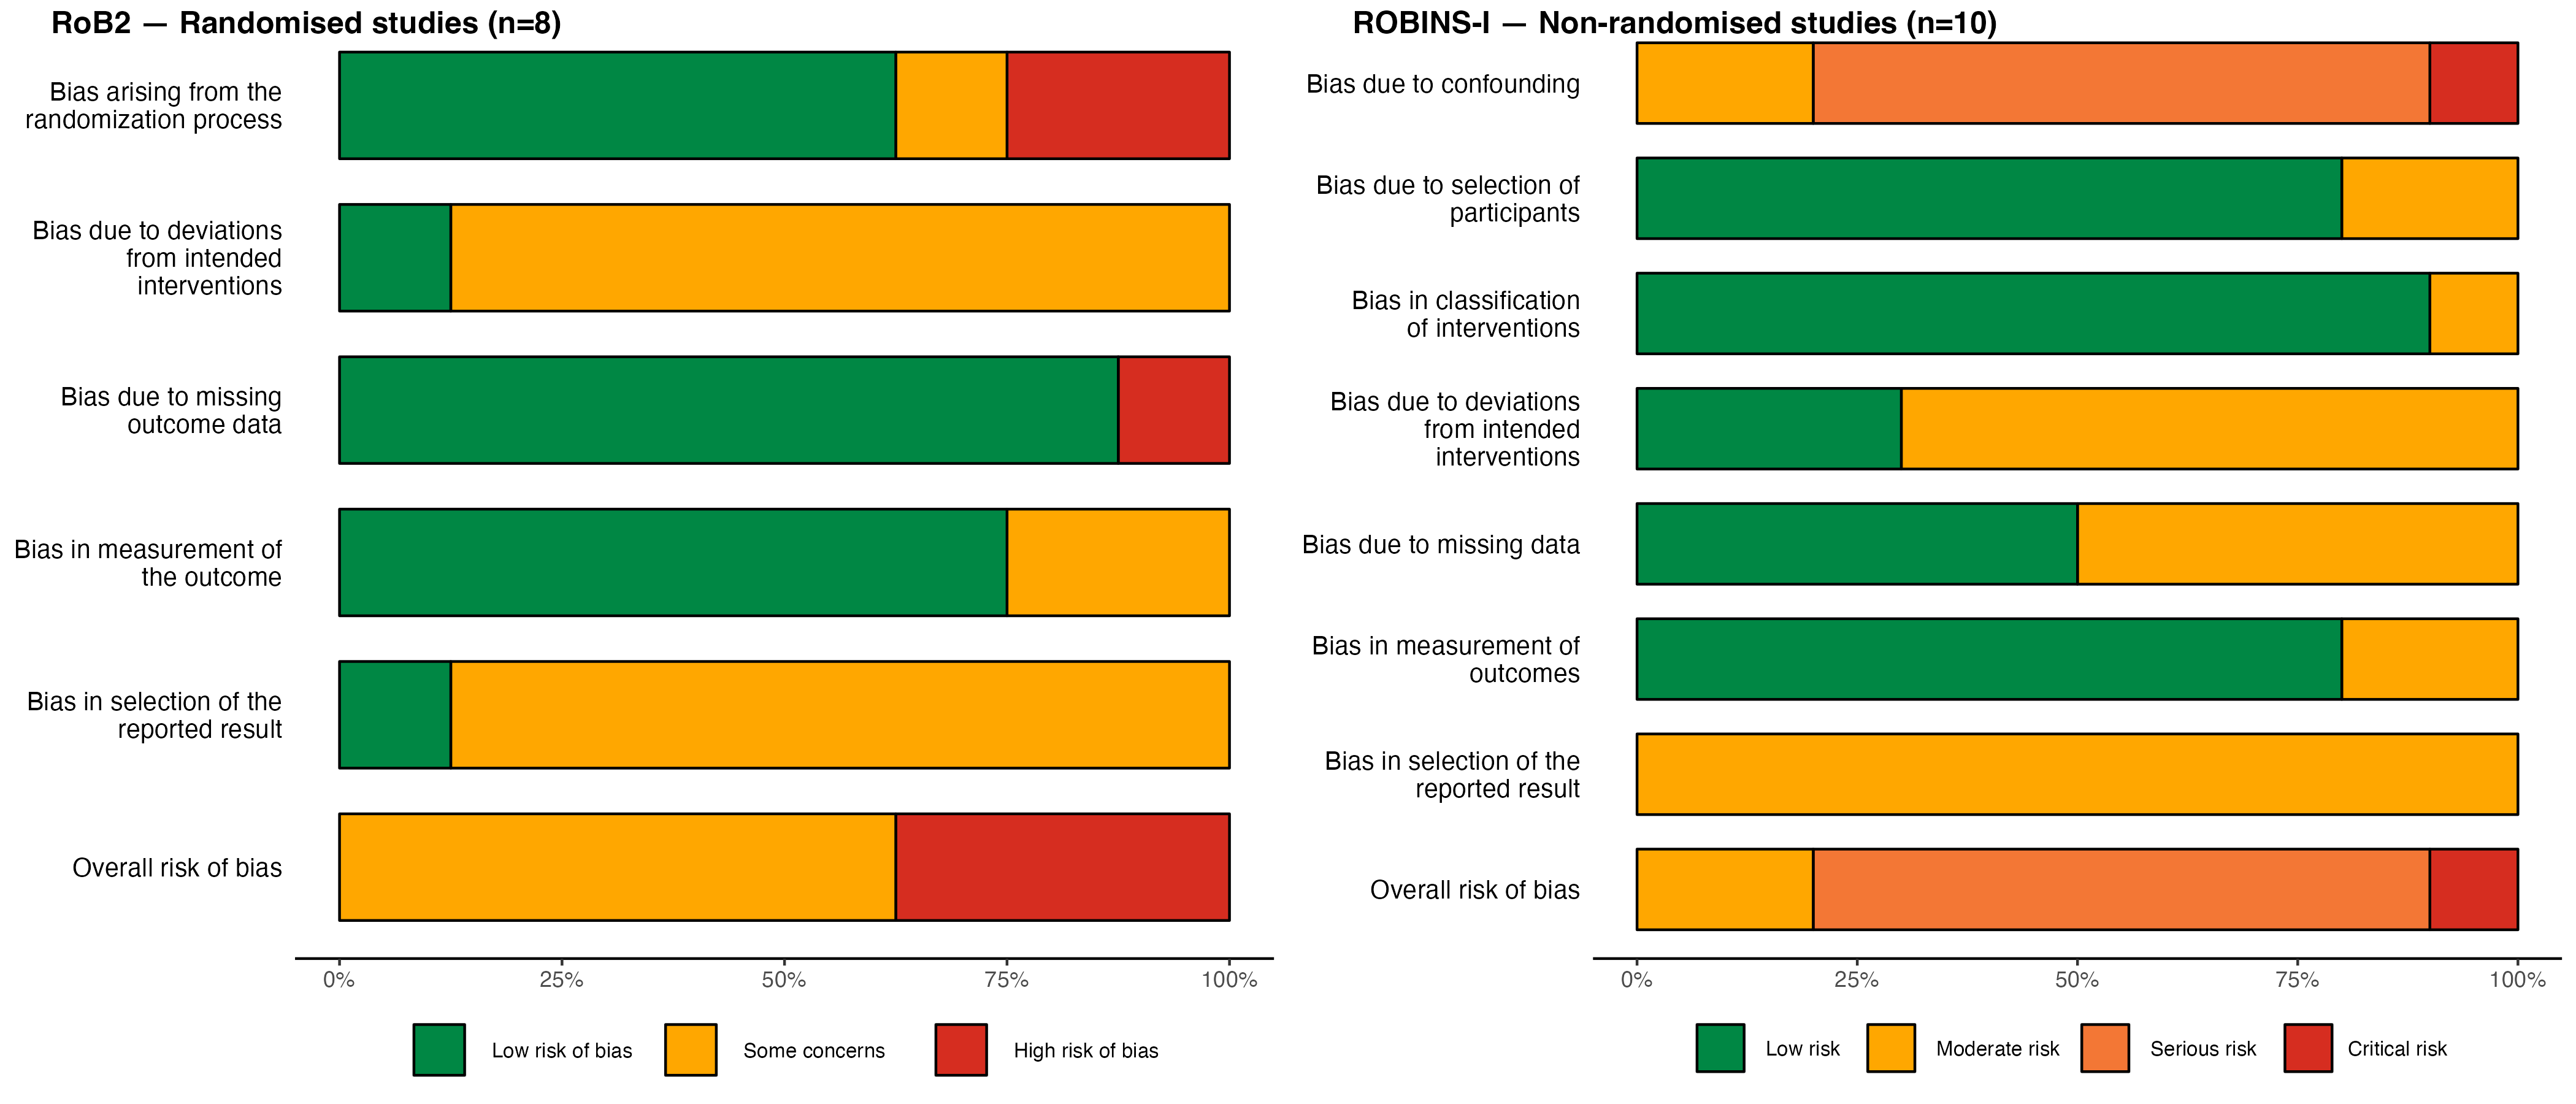 RoB2 — Randomised studies (n=8)
Bias arising from the
randomization process
Bias due to deviations
from intended
interventions
Bias due to missing
outcome data
Bias in measurement of
the outcome
Bias in selection of the
reported result
Overall risk of bias
0% 25% 50% 75% 100%
Low risk of bias Some concerns High risk of bias
ROBINS-I — Non-randomised studies (n=10)
Bias due to confounding
Bias due to selection of
participants
Bias in classification
of interventions
Bias due to deviations
from intended
interventions
Bias due to missing data
Bias in measurement of
outcomes
Bias in selection of the
reported result
Overall risk of bias
0% 25% 50% 75% 100%
Low risk Moderate risk Serious risk Critical risk